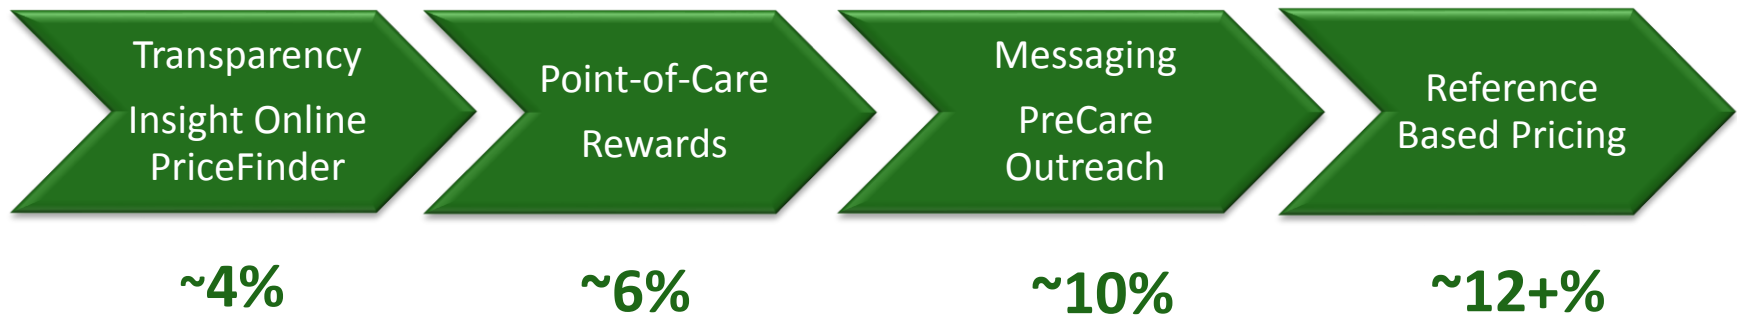 Transparency
Insight Online
PriceFinder
~4%
Point-of-Care
Rewards
~6%
Messaging
PreCare
Outreach
~10%
Reference
Based Pricing
~12+%